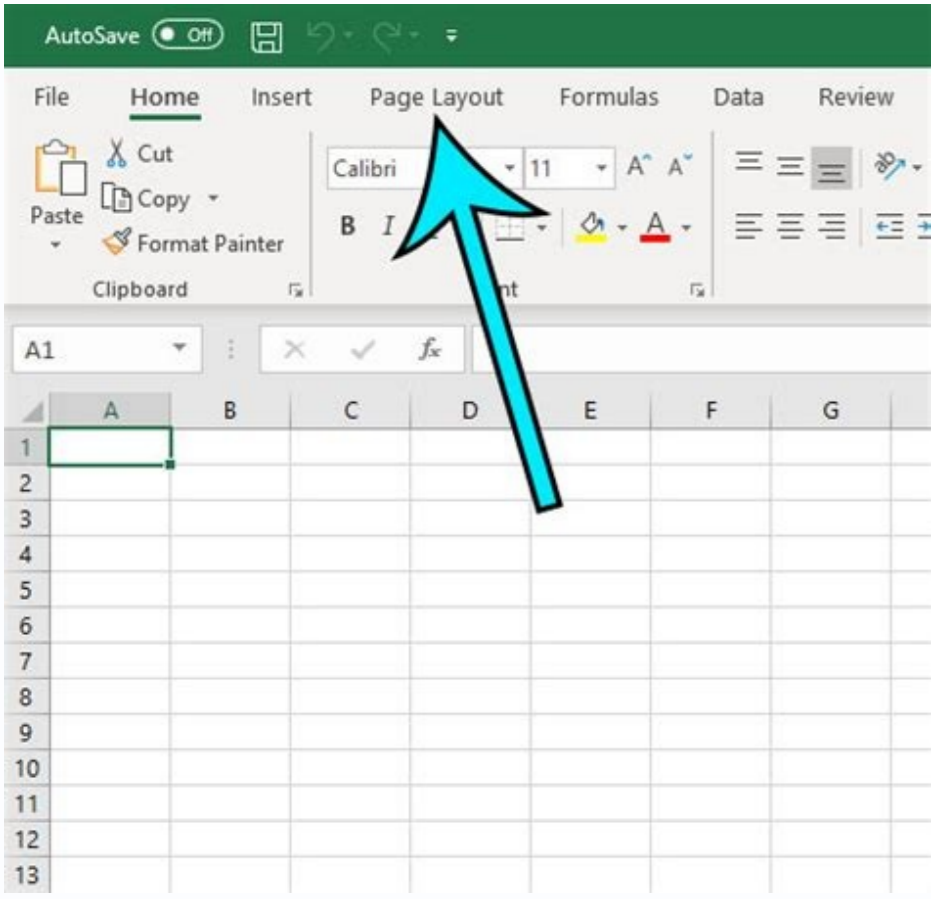 AutoSave Off
File Home Insert Page Layout Formulas Data Review
Paste
Cut
Copy
Format Painter
Clipboard
Calibri 11 A A
B I A
A1 fx
A B C D E F G
1
2
3
4
5
6
7
8
9
10
11
12
13